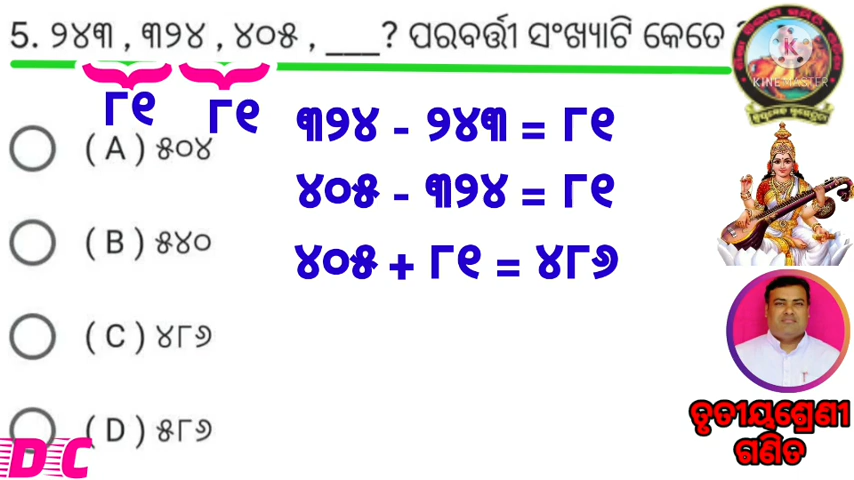 5. ୨୪୩ , ୩୨୪ , ୪୦୫ , ___? ପରବର୍ତ୍ତୀ ସଂଖ୍ୟାଟି କେତେ ?
୮୧ ୮୧
୩୨୪ - ୨୪୩ = ୮୧
( A ) ୫୦୪
୪୦୫ - ୩୨୪ = ୮୧
( B ) ୫୪୦
୪୦୫ + ୮୧ = ୪୮୬
( C ) ୪୮୬
( D ) ୫୮୬
KINEMASTER
K
ତୃତୀୟଶ୍ରେଣୀ
ଗଣିତ
DC